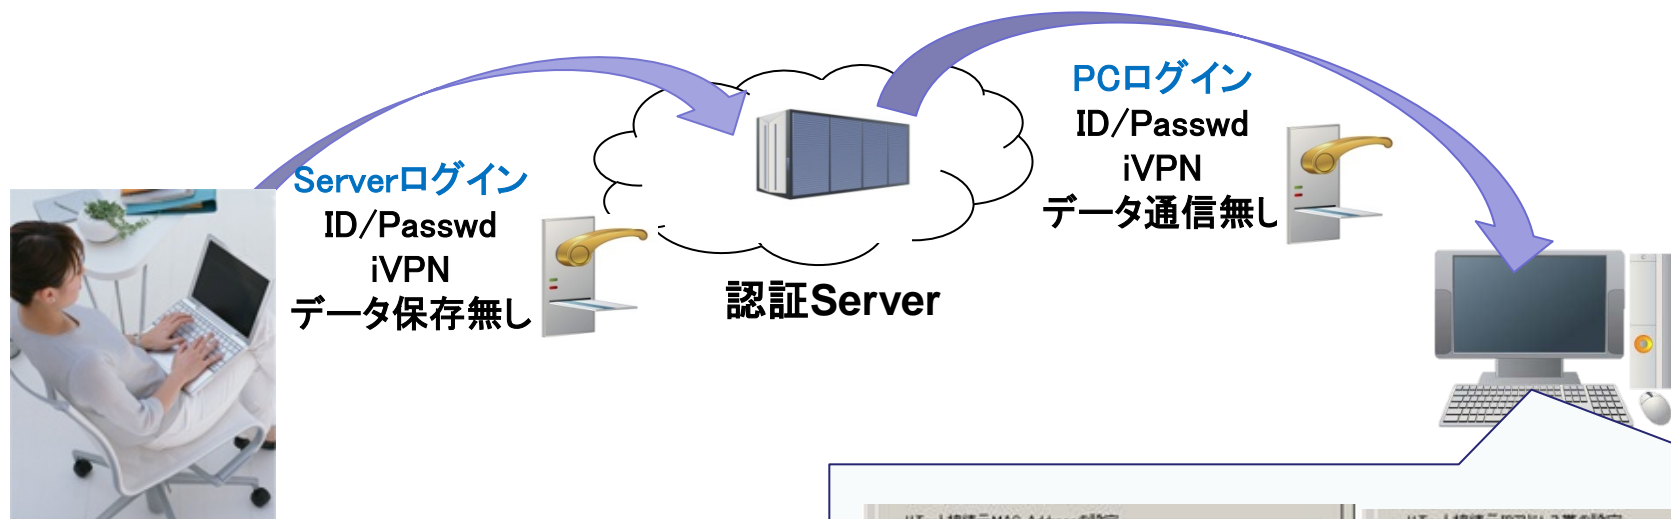 PCログイン
ID/Passwd
iVPN
データ通信無し
Serverログイン
ID/Passwd
iVPN
データ保存無し
認証Server